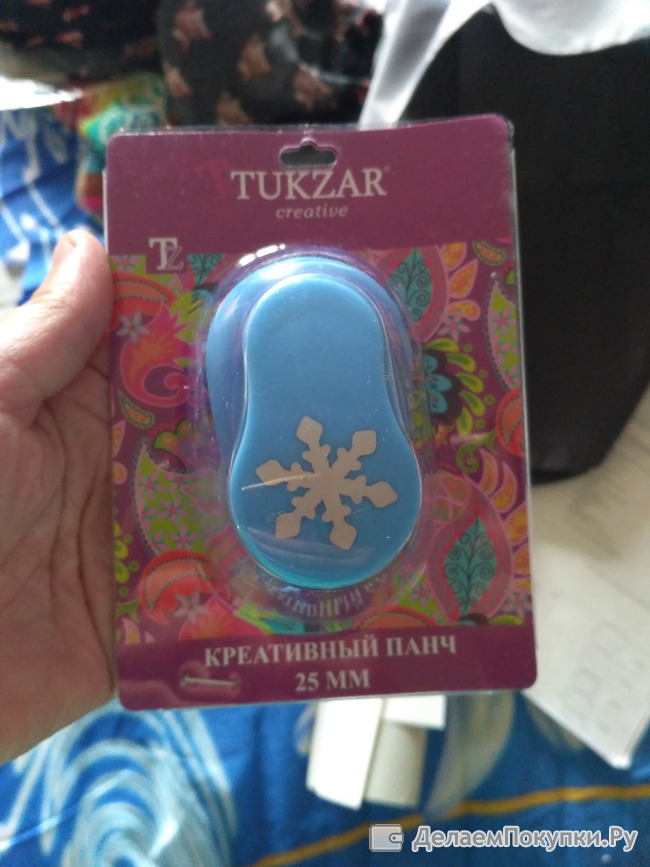 TUKZAR®
creative
TZ
КРЕАТИВНЫЙ ПАНЧ
25 ММ
ДелаемПокупки.Ру